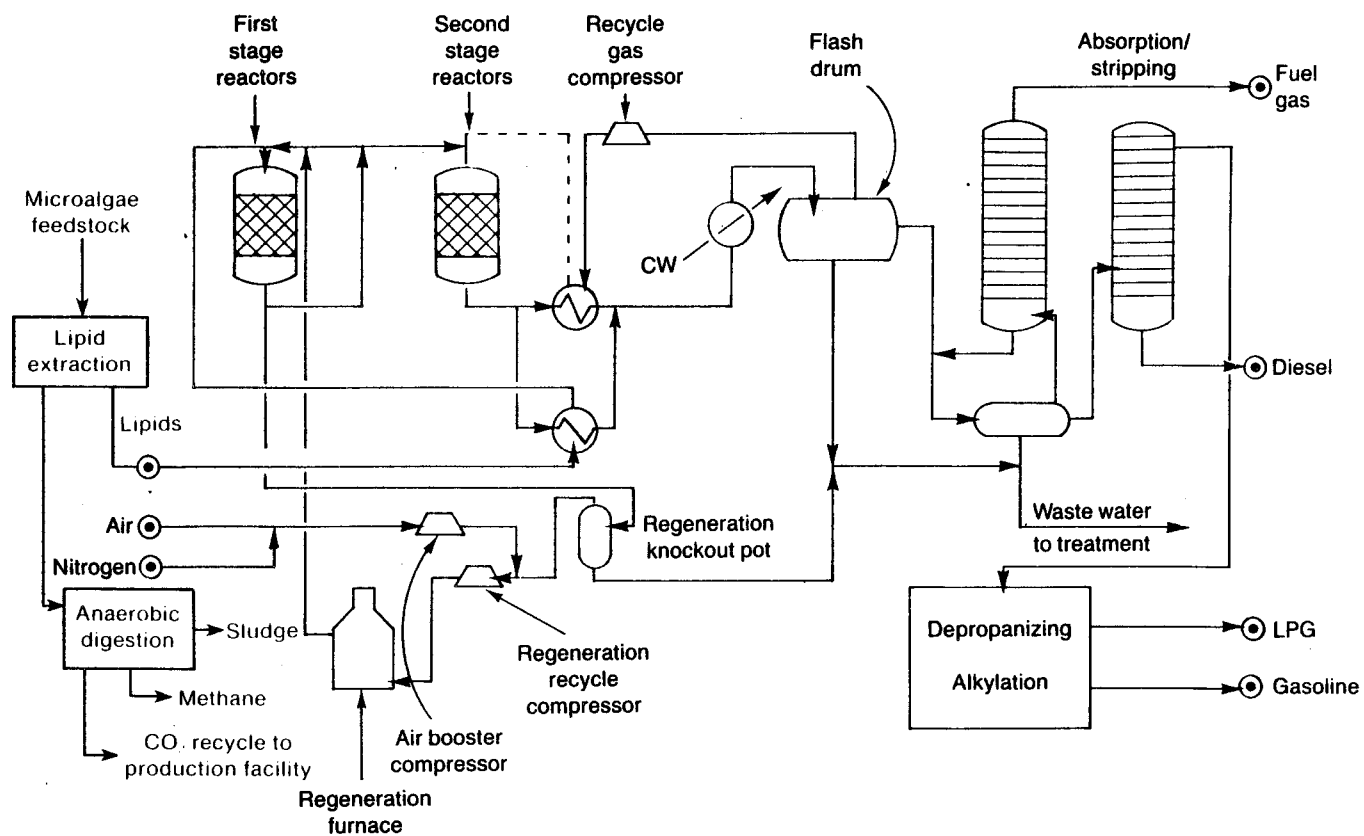 First
stage
reactors
Second
stage
reactors
Recycle
gas
compressor
Flash
drum
Absorption/
stripping
Fuel
gas
Microalgae
feedstock
CW
Lipid
extraction
Diesel
Lipids
Air
Nitrogen
Regeneration
knockout pot
Waste water
to treatment
Anaerobic
digestion
Sludge
Methane
CO. recycle to
production facility
Regeneration
recycle
compressor
Air booster
compressor
Regeneration
furnace
Depropanizing
Alkylation
LPG
Gasoline